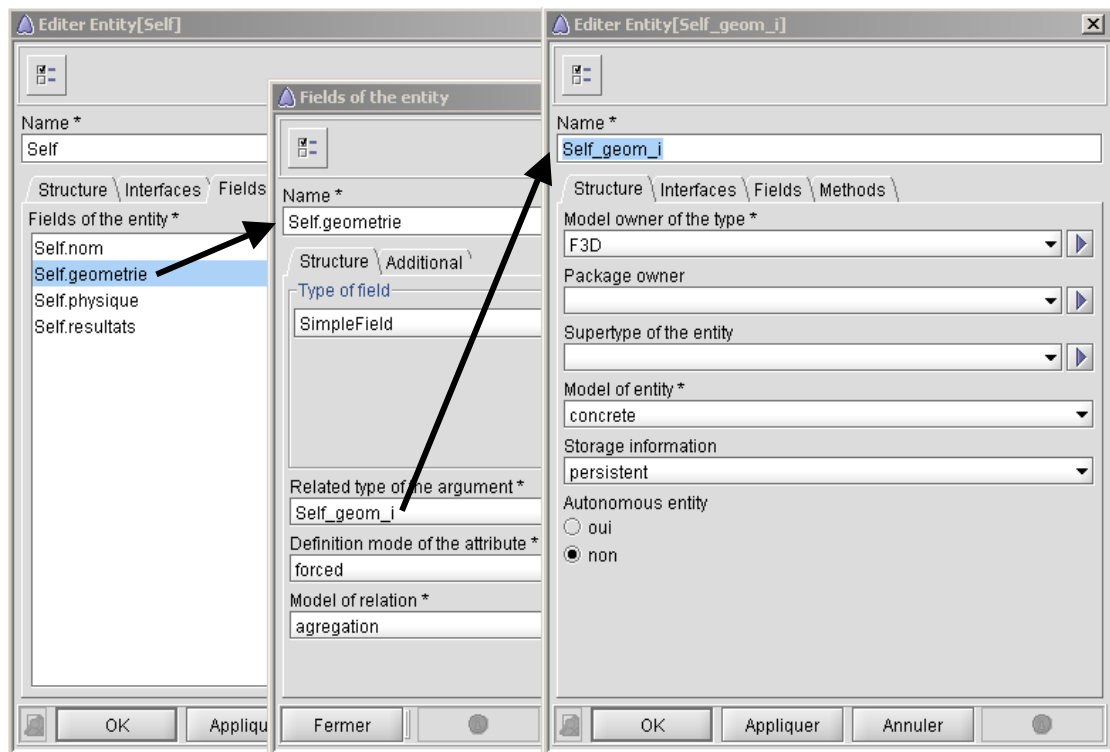 Editer Entity[Self]
Name *
Self
Structure Interfaces Fields
Fields of the entity *
Self.nom
Self.geometrie
Self.physique
Self.resultats
OK Appliqu
Fields of the entity
Name *
Self.geometrie
Structure Additional
Type of field
SimpleField
Related type of the argument *
Self_geom_i
Definition mode of the attribute *
forced
Model of relation *
agregation
Fermer
Editer Entity[Self_geom_i]
Name *
Self_geom_i
Structure Interfaces Fields Methods
Model owner of the type *
F3D
Package owner
Supertype of the entity
Model of entity *
concrete
Storage information
persistent
Autonomous entity
oui
non
OK Appliquer Annuler